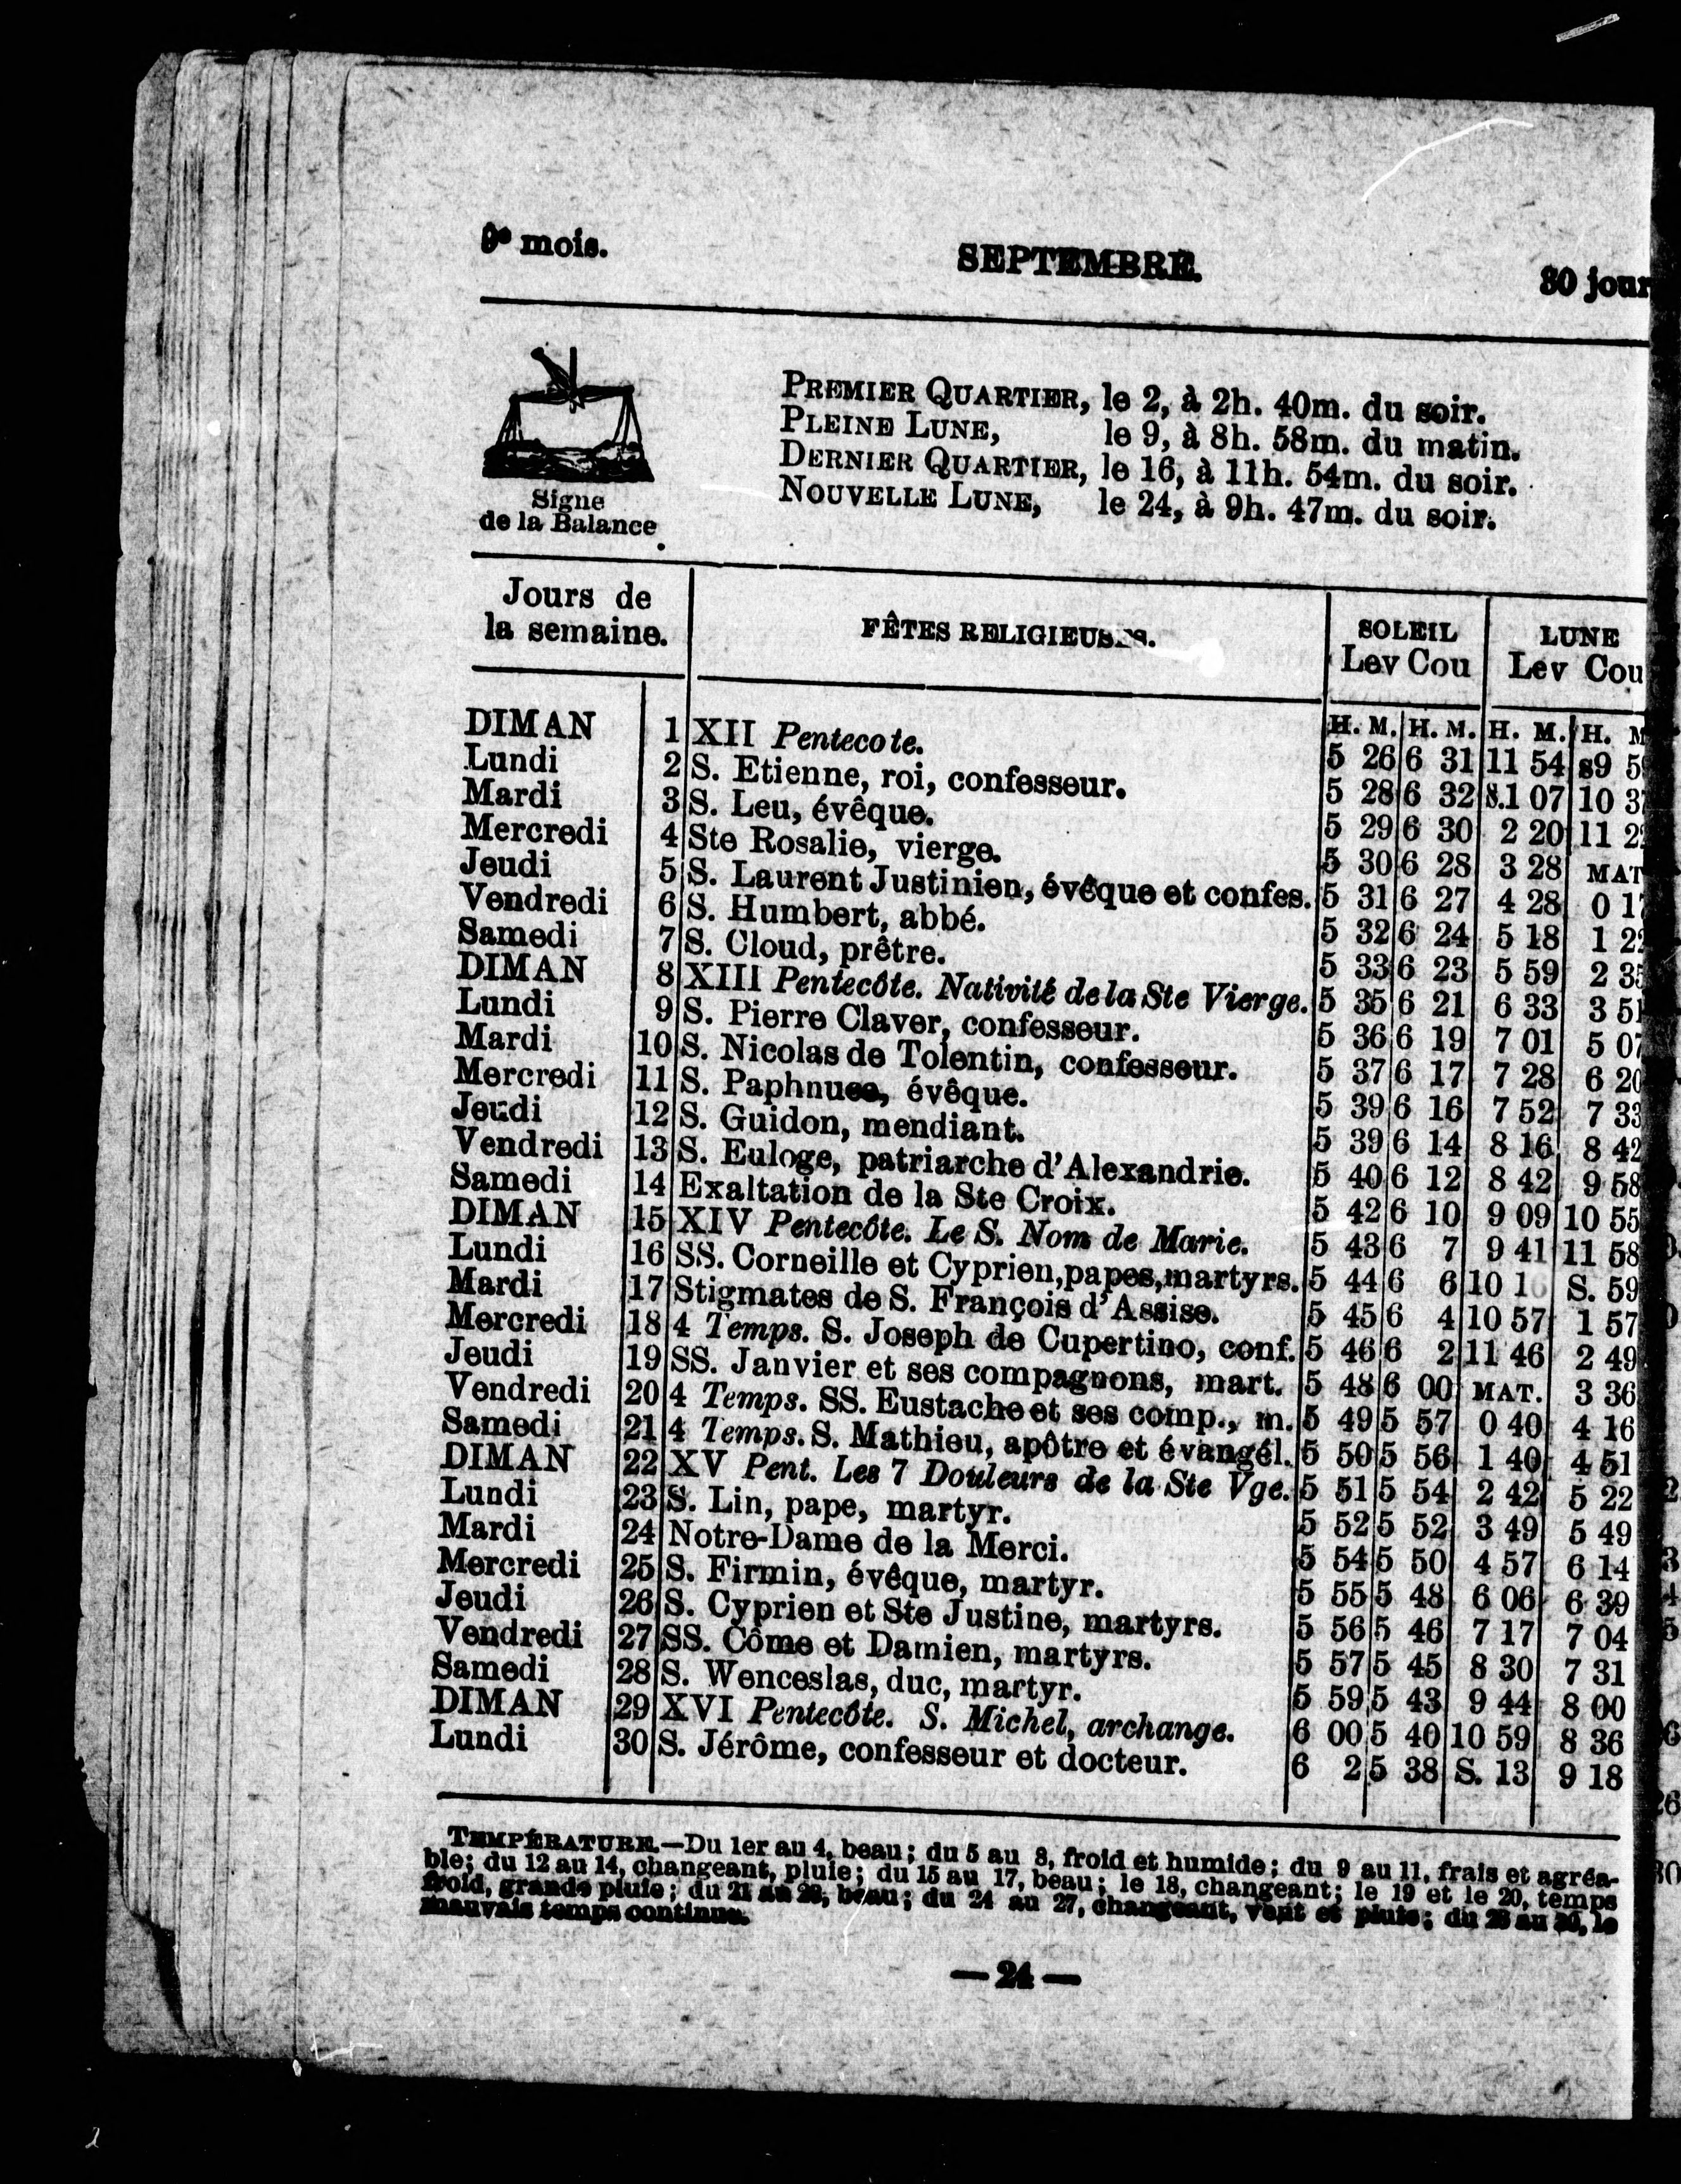 9e mois.
SEPTEMBRE.
30 jour
Signe
de la Balance
PREMIER QUARTIER, le 2, à 2h. 40m. du soir.
PLEINE LUNE, le 9, à 8h. 58m. du matin.
DERNIER QUARTIER, le 16, à 11h. 54m. du soir.
NOUVELLE LUNE, le 24, à 9h. 47m. du soir.
Jours de
la semaine.
FÊTES RELIGIEUSES.
SOLEIL
Lev Cou
LUNE
Lev Cou
H. M. H. M. H. M. H. M
DIMAN 1 XII Pentecote. 5 26 6 31 11 54 s9
Lundi 2 S. Etienne, roi, confesseur. 5 28 6 32 S.1 07 10
Mardi 3 S. Leu, évêque. 5 29 6 30 2 20 11
Mercredi 4 Ste Rosalie, vierge. 5 30 6 28 3 28 MAT
Jeudi 5 S. Laurent Justinien, évêque et confes. 5 31 6 27 4 28 0
Vendredi 6 S. Humbert, abbé. 5 32 6 24 5 18 1
Samedi 7 S. Cloud, prêtre. 5 33 6 23 5 59 2 35
DIMAN 8 XIII Pentecôte. Nativité de la Ste Vierge. 5 35 6 21 6 33 3 51
Lundi 9 S. Pierre Claver, confesseur. 5 36 6 19 7 01 5 07
Mardi 10 S. Nicolas de Tolentin, confesseur. 5 37 6 17 7 28 6 20
Mercredi 11 S. Paphnuce, évêque. 5 39 6 16 7 52 7 33
Jeudi 12 S. Guidon, mendiant. 5 39 6 14 8 16 8 42
Vendredi 13 S. Euloge, patriarche d'Alexandrie. 5 40 6 12 8 42 9 58
Samedi 14 Exaltation de la Ste Croix. 5 42 6 10 9 09 10 55
DIMAN 15 XIV Pentecôte. Le S. Nom de Marie. 5 43 6 7 9 41 11 58
Lundi 16 SS. Corneille et Cyprien, papes, martyrs. 5 44 6 6 10 S. 59
Mardi 17 Stigmates de S. François d'Assise. 5 45 6 4 10 57 1 57
Mercredi 18 4 Temps. S. Joseph de Cupertino, conf. 5 46 6 2 11 46 2 49
Jeudi 19 SS. Janvier et ses compagnons, mart. 5 48 6 00 MAT. 3 36
Vendredi 20 4 Temps. SS. Eustache et ses comp., m. 5 49 5 57 0 40 4 16
Samedi 21 4 Temps. S. Mathieu, apôtre et évangél. 5 50 5 56 1 40 4 51
DIMAN 22 XV Pent. Les 7 Douleurs de la Ste Vge. 5 51 5 54 2 42 5 22
Lundi 23 S. Lin, pape, martyr. 5 52 5 52 3 49 5 49
Mardi 24 Notre-Dame de la Merci. 5 54 5 50 4 57 6 14
Mercredi 25 S. Firmin, évêque, martyr. 5 55 5 48 6 06 6 39
Jeudi 26 S. Cyprien et Ste Justine, martyrs. 5 56 5 46 7 17 7 04
Vendredi 27 SS. Côme et Damien, martyrs. 5 57 5 45 8 30 7 31
Samedi 28 S. Wenceslas, duc, martyr. 5 59 5 43 9 44 8 00
DIMAN 29 XVI Pentecôte. S. Michel, archange. 6 00 5 40 10 59 8 36
Lundi 30 S. Jérôme, confesseur et docteur. 6 2 5 38 S. 13 9 18
TEMPÉRATURE.—Du 1er au 4, beau; du 5 au 8, froid et humide; du 9 au 11, frais et agréa-
ble; du 12 au 14, changeant, pluie; du 15 au 17, beau; le 18, changeant; le 19 et le 20, temps
froid, grande pluie; du 21 au beau; du 24 au 27, changeant, vent et pluie; du 28 au 30, le
mauvais temps continue.
— 24 —